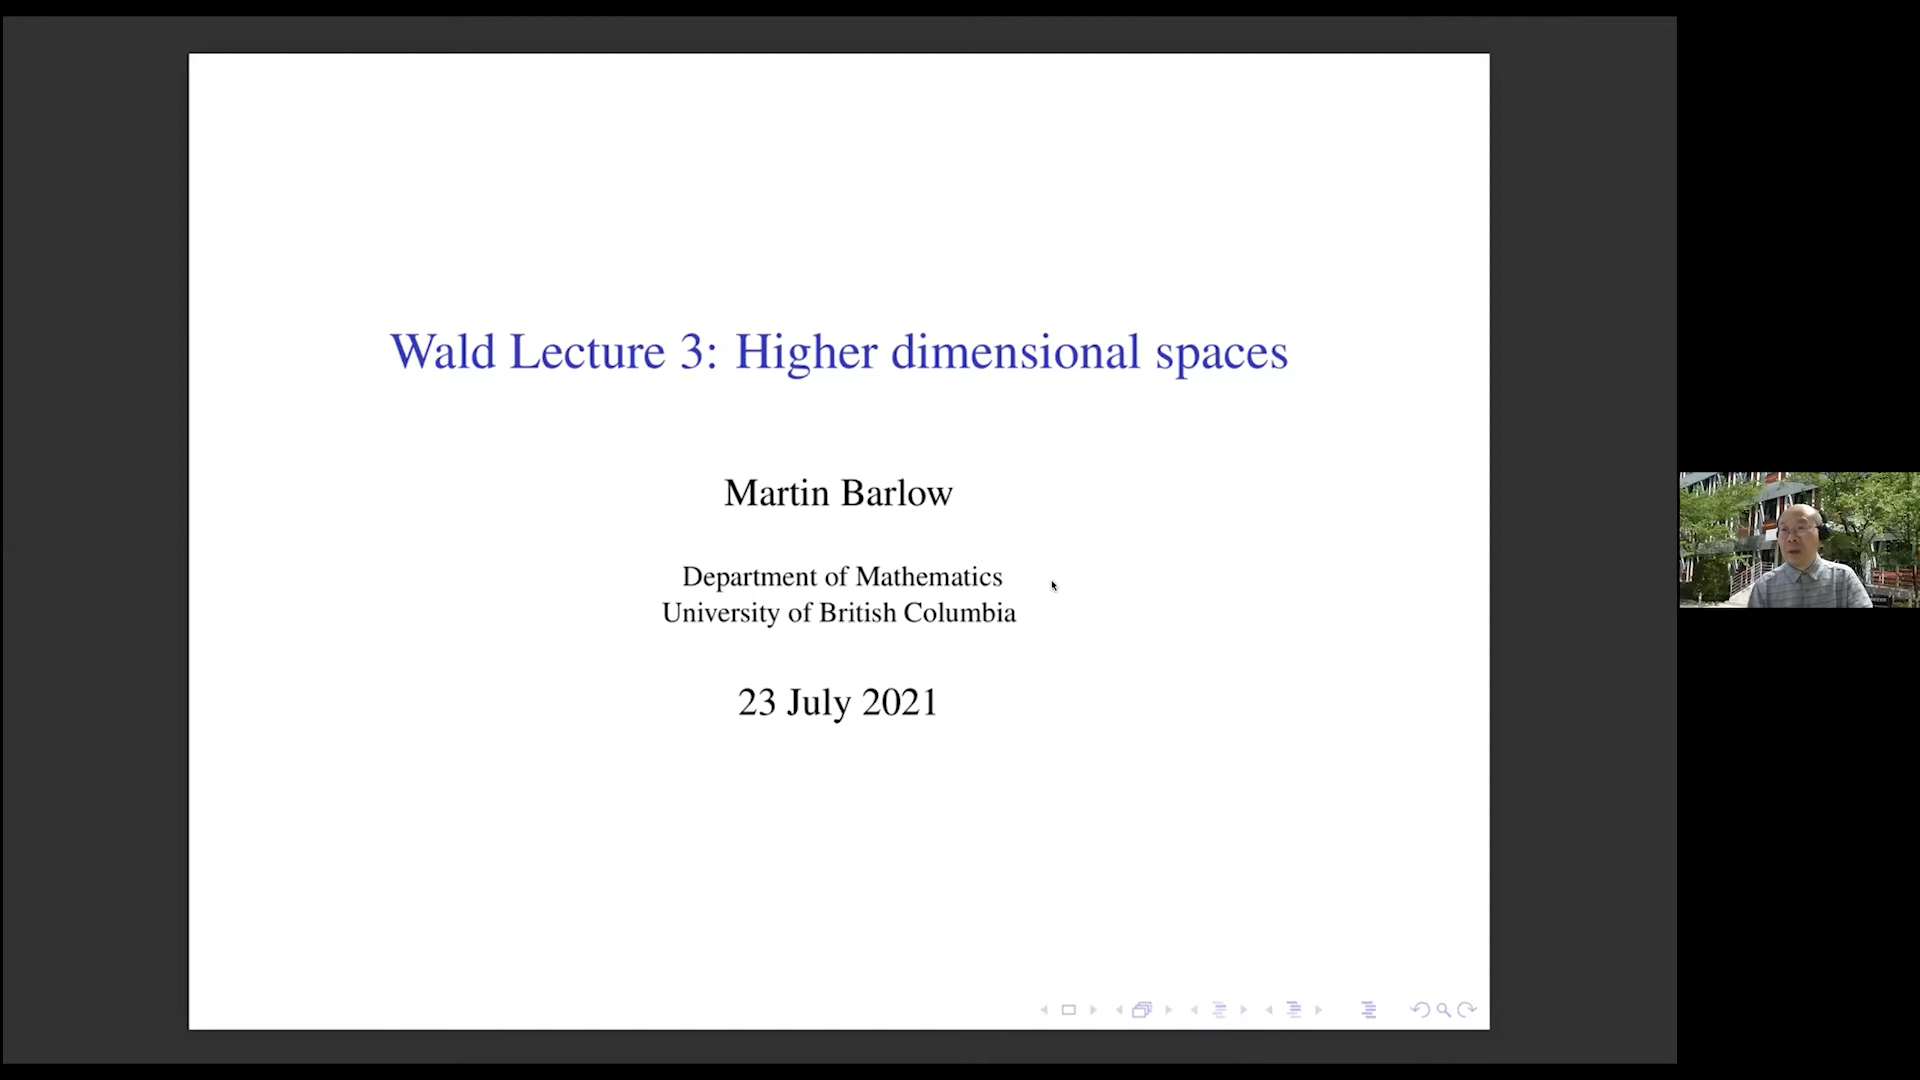 Wald Lecture 3: Higher dimensional spaces
Martin Barlow
Department of Mathematics
University of British Columbia
23 July 2021